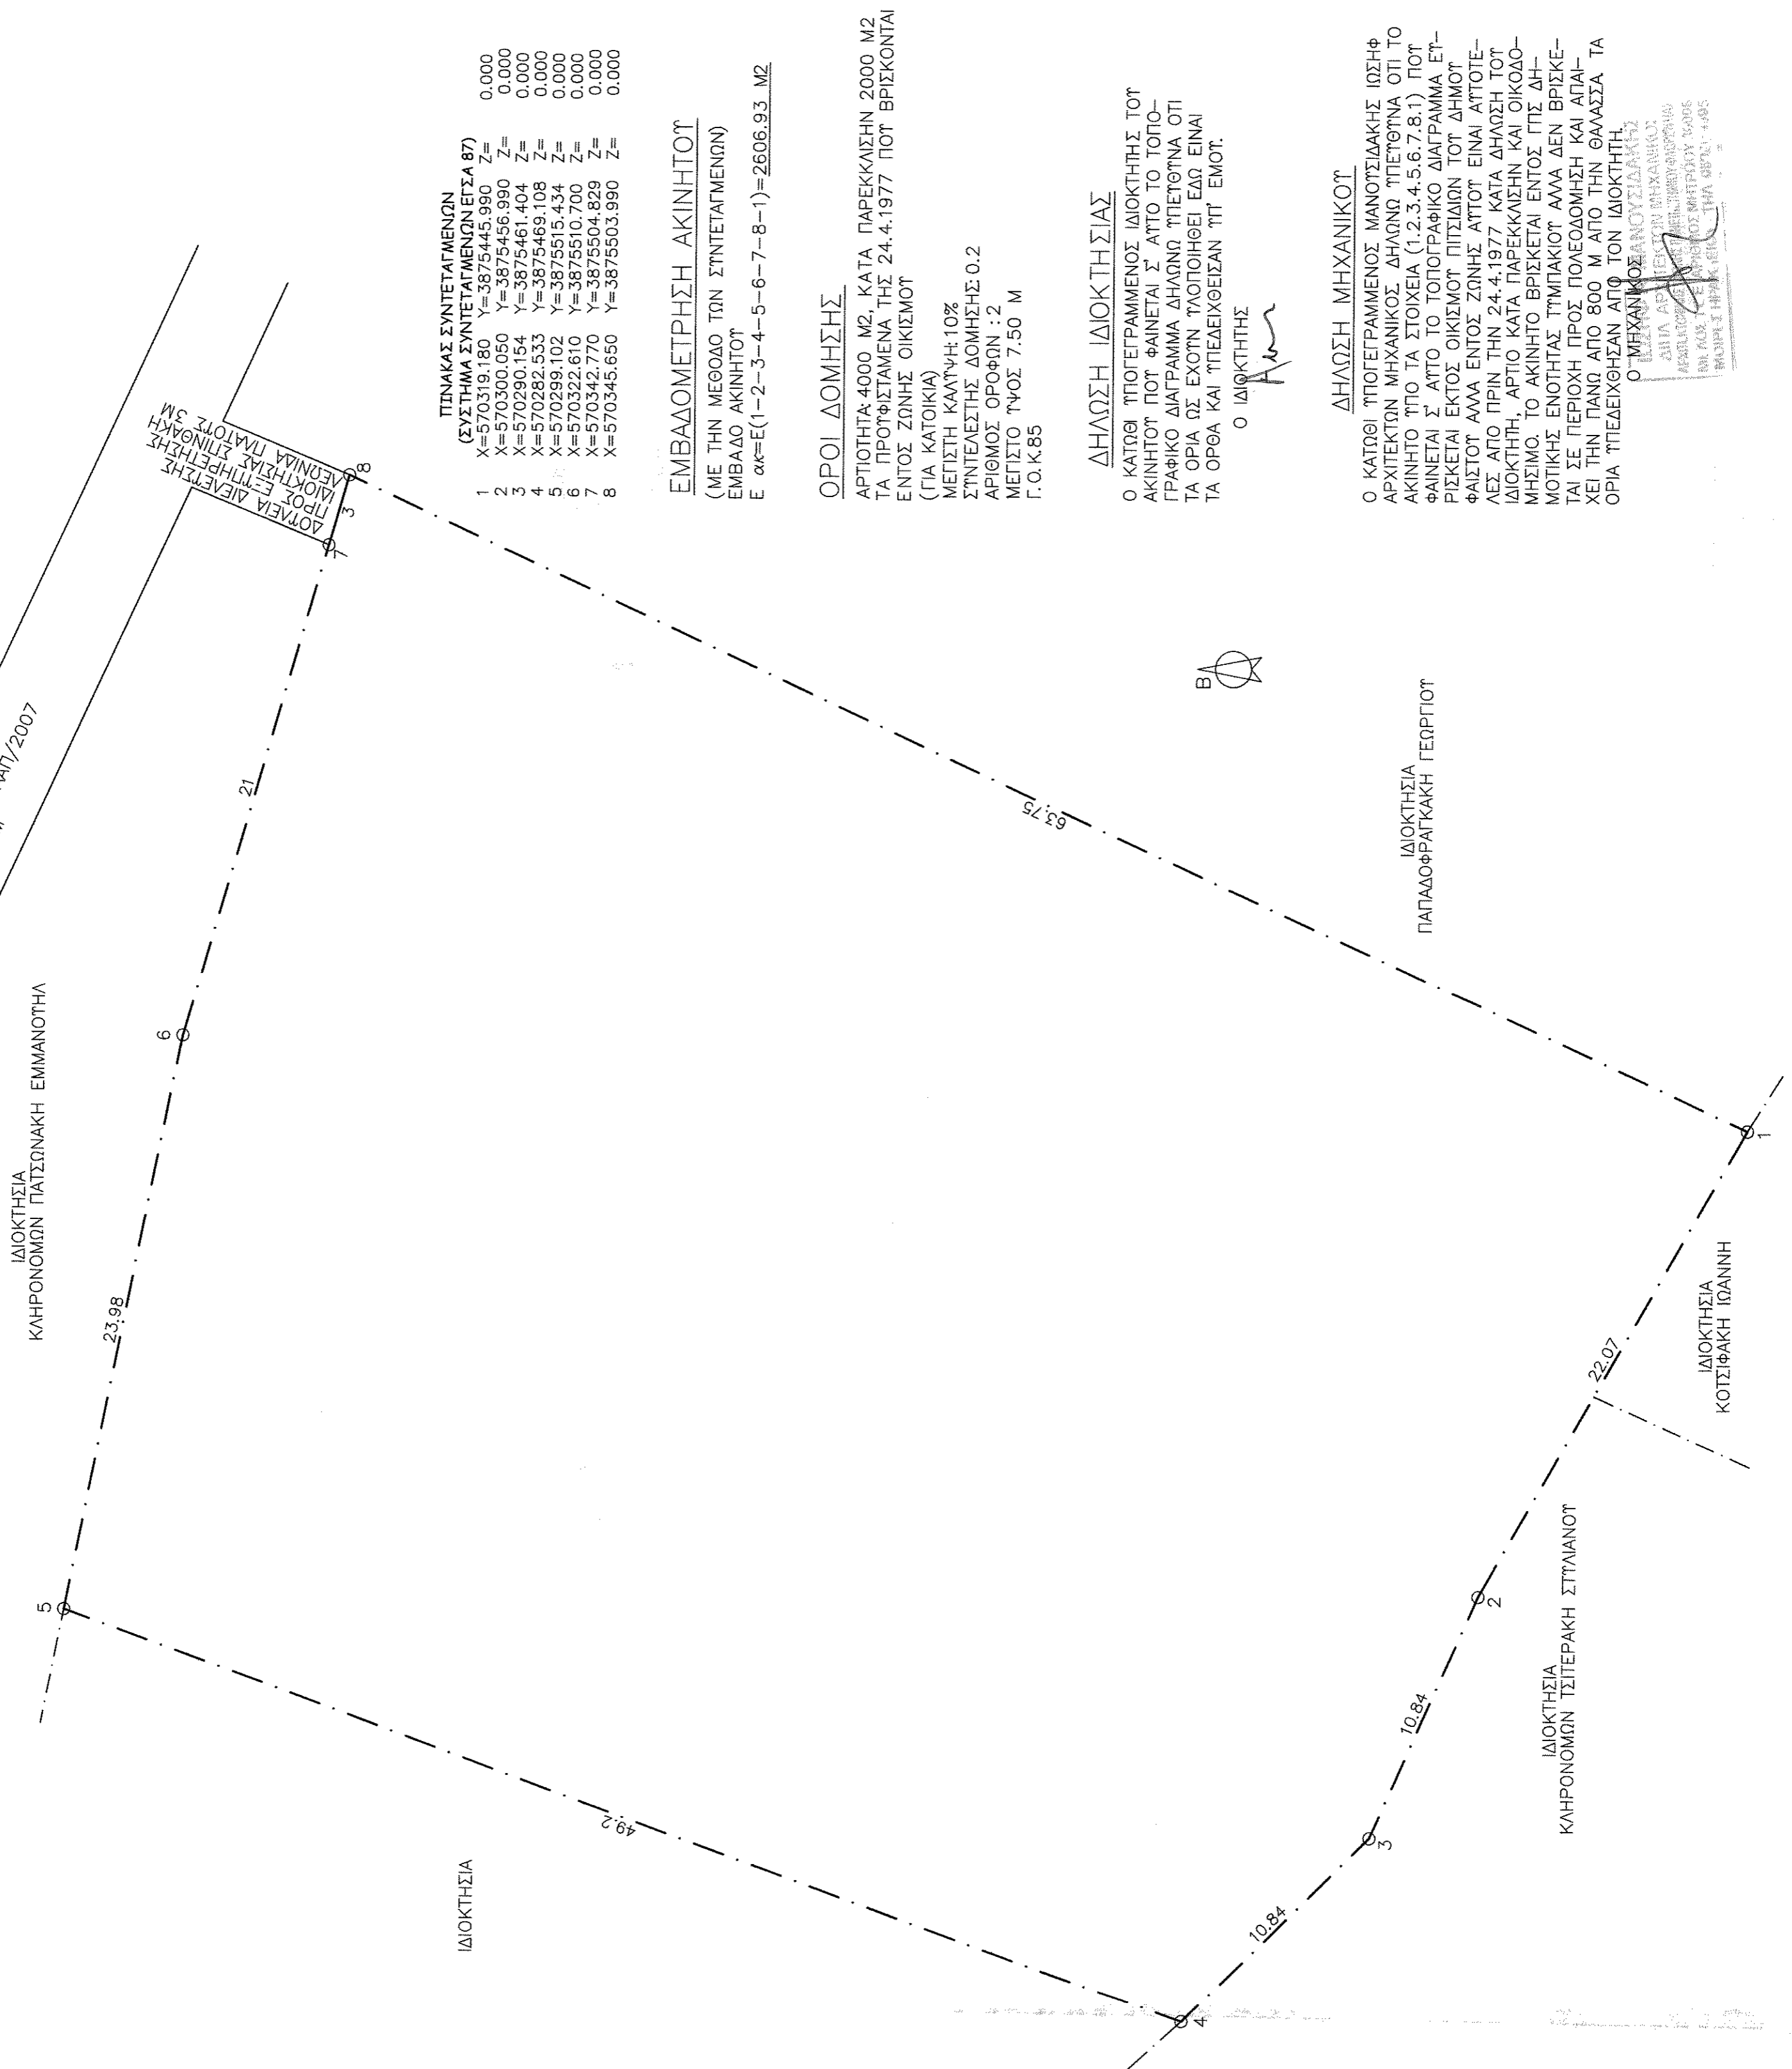 ΛΑΠ/2007
ΔΟΥΛΕΙΑ ΔΙΕΛΕΥΣΗΣ
ΠΡΟΣ ΕΞΥΠΗΡΕΤΗΣΗ
ΙΔΙΟΚΤΗΣΙΑΣ ΣΠΙΝΘΑΚΗ
ΛΕΩΝΙΔΑ ΠΛΑΤΟΥΣ 3Μ
ΙΔΙΟΚΤΗΣΙΑ
ΚΛΗΡΟΝΟΜΩΝ ΠΑΤΣΩΝΑΚΗ ΕΜΜΑΝΟΥΗΛ
5
23.98
6
21
7
3
8
63.75
49.2
ΙΔΙΟΚΤΗΣΙΑ
4
10.84
3
10.84
2
22.07
1
ΙΔΙΟΚΤΗΣΙΑ
ΚΛΗΡΟΝΟΜΩΝ ΤΣΙΤΕΡΑΚΗ ΣΤΥΛΙΑΝΟΥ
ΙΔΙΟΚΤΗΣΙΑ
ΚΟΤΣΙΦΑΚΗ ΙΩΑΝΝΗ
ΙΔΙΟΚΤΗΣΙΑ
ΠΑΠΑΔΟΦΡΑΓΚΑΚΗ ΓΕΩΡΓΙΟΥ
Β
ΠΙΝΑΚΑΣ ΣΥΝΤΕΤΑΓΜΕΝΩΝ
(ΣΥΣΤΗΜΑ ΣΥΝΤΕΤΑΓΜΕΝΩΝ ΕΓΣΑ 87)
1 X=570319.180 Y=3875445.990 Z= 0.000
2 X=570300.050 Y=3875456.990 Z= 0.000
3 X=570290.154 Y=3875461.404 Z= 0.000
4 X=570282.533 Y=3875469.108 Z= 0.000
5 X=570299.102 Y=3875515.434 Z= 0.000
6 X=570322.610 Y=3875510.700 Z= 0.000
7 X=570342.770 Y=3875504.829 Z= 0.000
8 X=570345.650 Y=3875503.990 Z= 0.000
ΕΜΒΑΔΟΜΕΤΡΗΣΗ ΑΚΙΝΗΤΟΥ
(ΜΕ ΤΗΝ ΜΕΘΟΔΟ ΤΩΝ ΣΥΝΤΕΤΑΓΜΕΝΩΝ)
ΕΜΒΑΔΟ ΑΚΙΝΗΤΟΥ
Ε ακ=Ε(1-2-3-4-5-6-7-8-1)=2606.93 Μ2
ΟΡΟΙ ΔΟΜΗΣΗΣ
ΑΡΤΙΟΤΗΤΑ:4000 Μ2, ΚΑΤΑ ΠΑΡΕΚΚΛΙΣΗΝ 2000 Μ2
ΤΑ ΠΡΟΥΦΙΣΤΑΜΕΝΑ ΤΗΣ 24.4.1977 ΠΟΥ ΒΡΙΣΚΟΝΤΑΙ
ΕΝΤΟΣ ΖΩΝΗΣ ΟΙΚΙΣΜΟΥ
(ΓΙΑ ΚΑΤΟΙΚΙΑ)
ΜΕΓΙΣΤΗ ΚΑΛΥΨΗ:10%
ΣΥΝΤΕΛΕΣΤΗΣ ΔΟΜΗΣΗΣ:0.2
ΑΡΙΘΜΟΣ ΟΡΟΦΩΝ :2
ΜΕΓΙΣΤΟ ΥΨΟΣ 7.50 Μ
Γ.Ο.Κ.85
ΔΗΛΩΣΗ ΙΔΙΟΚΤΗΣΙΑΣ
Ο ΚΑΤΩΘΙ ΥΠΟΓΕΓΡΑΜΜΕΝΟΣ ΙΔΙΟΚΤΗΤΗΣ ΤΟΥ
ΑΚΙΝΗΤΟΥ ΠΟΥ ΦΑΙΝΕΤΑΙ Σ' ΑΥΤΟ ΤΟ ΤΟΠΟ-
ΓΡΑΦΙΚΟ ΔΙΑΓΡΑΜΜΑ ΔΗΛΩΝΩ ΥΠΕΥΘΥΝΑ ΟΤΙ
ΤΑ ΟΡΙΑ ΩΣ ΕΧΟΥΝ ΥΛΟΠΟΙΗΘΕΙ ΕΔΩ ΕΙΝΑΙ
ΤΑ ΟΡΘΑ ΚΑΙ ΥΠΕΔΕΙΧΘΕΙΣΑΝ ΥΠ' ΕΜΟΥ.
Ο ΙΔΙΟΚΤΗΤΗΣ
ΔΗΛΩΣΗ ΜΗΧΑΝΙΚΟΥ
Ο ΚΑΤΩΘΙ ΥΠΟΓΕΓΡΑΜΜΕΝΟΣ ΜΑΝΟΥΣΙΔΑΚΗΣ ΙΩΣΗΦ
ΑΡΧΙΤΕΚΤΩΝ ΜΗΧΑΝΙΚΟΣ ΔΗΛΩΝΩ ΥΠΕΥΘΥΝΑ ΟΤΙ ΤΟ
ΑΚΙΝΗΤΟ ΥΠΟ ΤΑ ΣΤΟΙΧΕΙΑ (1.2.3.4.5.6.7.8.1) ΠΟΥ
ΦΑΙΝΕΤΑΙ Σ' ΑΥΤΟ ΤΟ ΤΟΠΟΓΡΑΦΙΚΟ ΔΙΑΓΡΑΜΜΑ ΕΥ-
ΡΙΣΚΕΤΑΙ ΕΚΤΟΣ ΟΙΚΙΣΜΟΥ ΠΙΤΣΙΔΙΩΝ ΤΟΥ ΔΗΜΟΥ
ΦΑΙΣΤΟΥ ΑΛΛΑ ΕΝΤΟΣ ΖΩΝΗΣ ΑΥΤΟΥ ΕΙΝΑΙ ΑΥΤΟΤΕ-
ΛΕΣ ΑΠΟ ΠΡΙΝ ΤΗΝ 24.4.1977 ΚΑΤΑ ΔΗΛΩΣΗ ΤΟΥ
ΙΔΙΟΚΤΗΤΗ, ΑΡΤΙΟ ΚΑΤΑ ΠΑΡΕΚΚΛΙΣΗΝ ΚΑΙ ΟΙΚΟΔΟ-
ΜΗΣΙΜΟ. ΤΟ ΑΚΙΝΗΤΟ ΒΡΙΣΚΕΤΑΙ ΕΝΤΟΣ ΓΠΣ ΔΗ-
ΜΟΤΙΚΗΣ ΕΝΟΤΗΤΑΣ ΤΥΜΠΑΚΙΟΥ ΑΛΛΑ ΔΕΝ ΒΡΙΣΚΕ-
ΤΑΙ ΣΕ ΠΕΡΙΟΧΗ ΠΡΟΣ ΠΟΛΕΟΔΟΜΗΣΗ ΚΑΙ ΑΠΑΙ-
ΧΕΙ ΤΗΝ ΠΑΝΩ ΑΠΟ 800 Μ ΑΠΟ ΤΗΝ ΘΑΛΑΣΣΑ. ΤΑ
ΟΡΙΑ ΥΠΕΔΕΙΧΘΗΣΑΝ ΑΠΟ ΤΟΝ ΙΔΙΟΚΤΗΤΗ.
Ο ΜΗΧΑΝΙΚΟΣ
ΜΑΝΟΥΣΙΔΑΚΗΣ